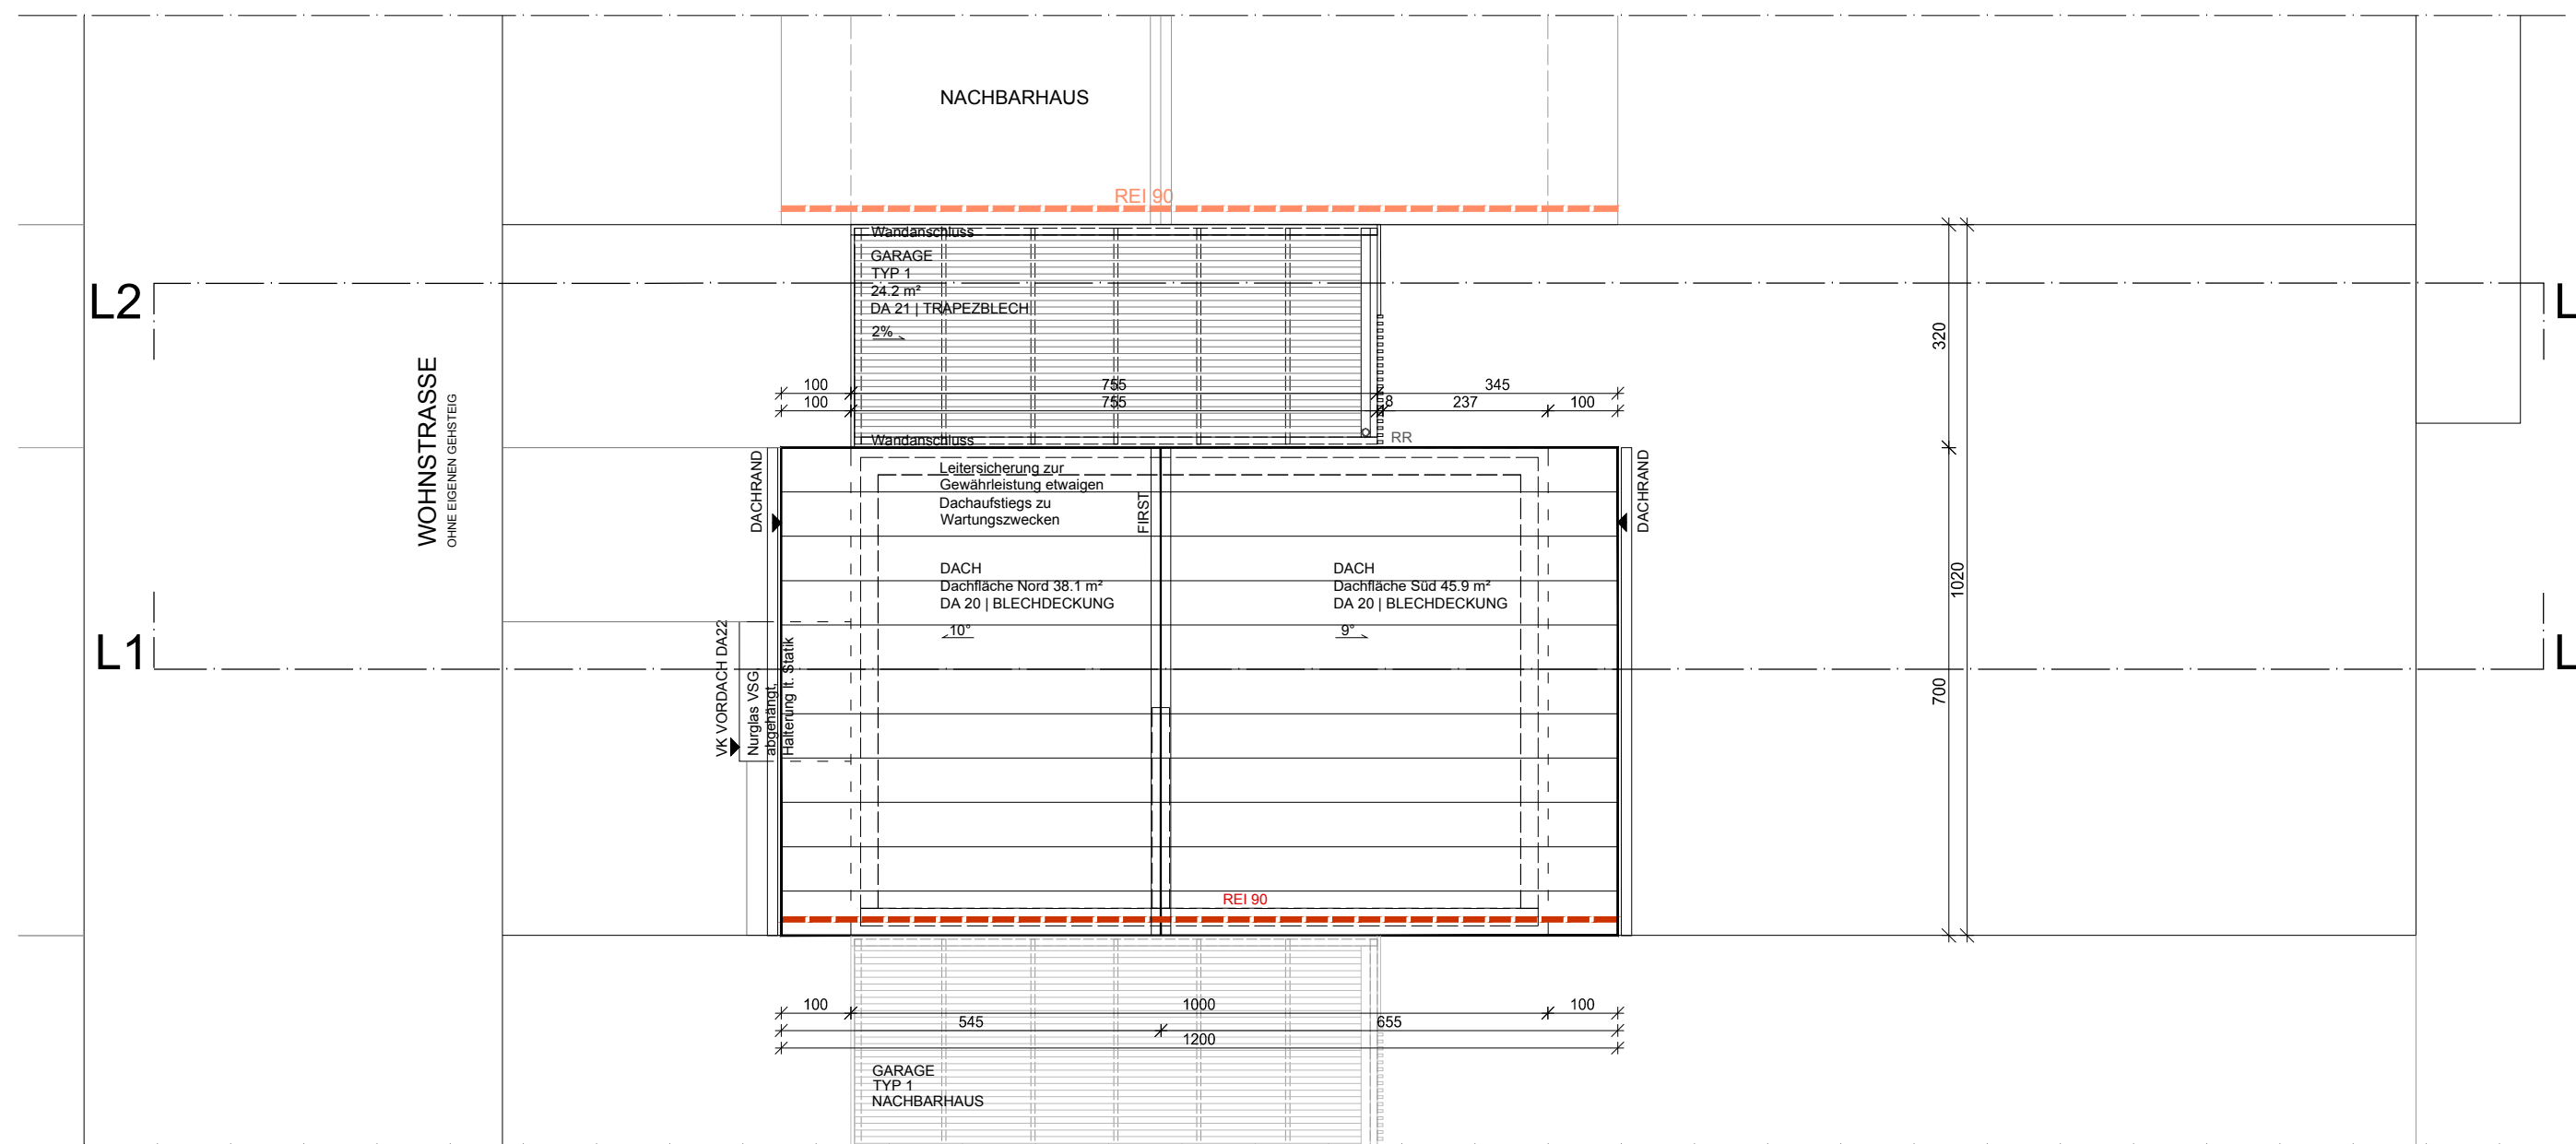 NACHBARHAUS
REI 90
Wandanschluss
GARAGE
TYP 1
24.2 m²
DA 21 | TRAPEZBLECH
2%
L2
L
320
WOHNSTRASSE
OHNE EIGENEN GEHSTEIG
100
755
345
100
755
8
237
100
Wandanschluss
RR
DACHRAND
Leitersicherung zur
Gewährleistung etwaigen
Dachaufstiegs zu
Wartungszwecken
FIRST
DACHRAND
DACH
Dachfläche Nord 38.1 m²
DA 20 | BLECHDECKUNG
10°
DACH
Dachfläche Süd 45.9 m²
DA 20 | BLECHDECKUNG
9°
1020
700
L1
L
VK VORDACH DA22
Nurglas VSG,
abgehängt,
Halterung lt. Statik
REI 90
100
1000
100
545
655
1200
GARAGE
TYP 1
NACHBARHAUS